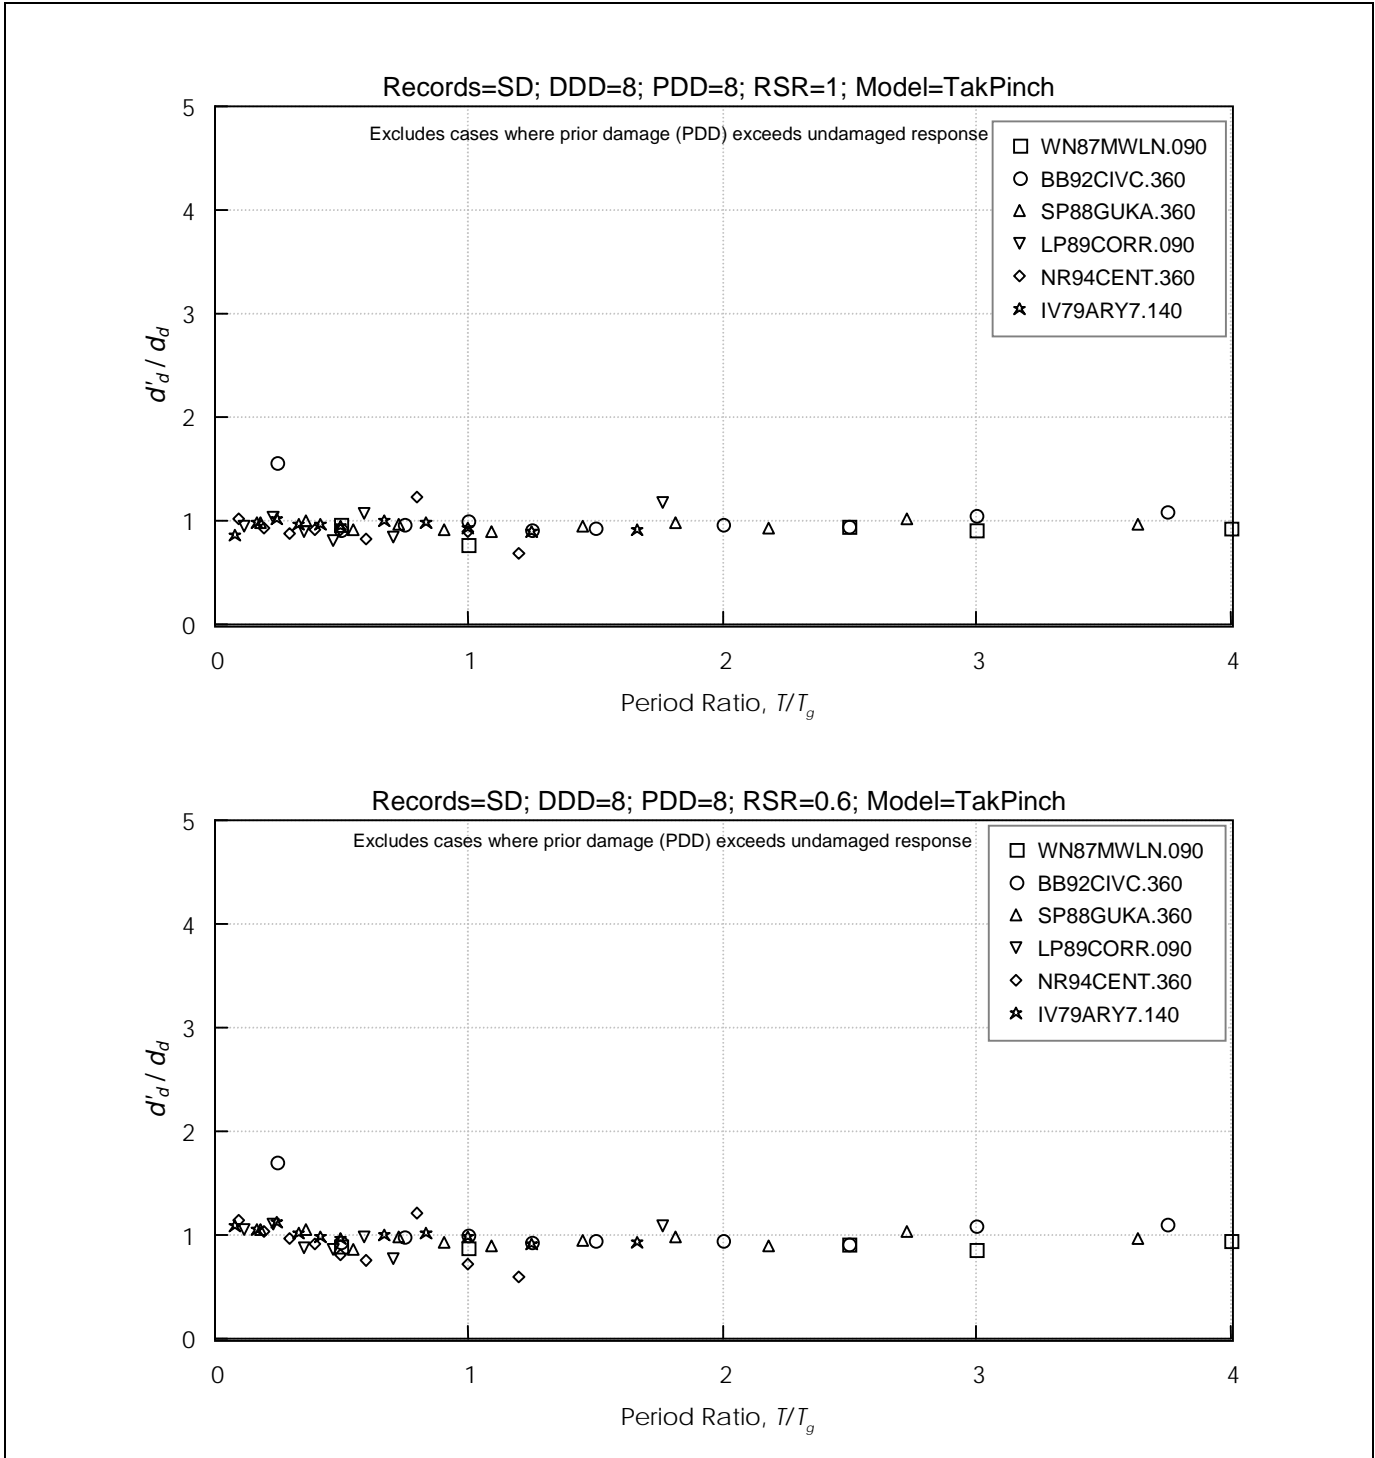 Records=SD; DDD=8; PDD=8; RSR=1; Model=TakPinch
Excludes cases where prior damage (PDD) exceeds undamaged response
WN87MWLN.090
BB92CIVC.360
SP88GUKA.360
LP89CORR.090
NR94CENT.360
IV79ARY7.140
5
4
3
2
1
0
d'd / dd
0 1 2 3 4
Period Ratio, T/Tg
Records=SD; DDD=8; PDD=8; RSR=0.6; Model=TakPinch
Excludes cases where prior damage (PDD) exceeds undamaged response
WN87MWLN.090
BB92CIVC.360
SP88GUKA.360
LP89CORR.090
NR94CENT.360
IV79ARY7.140
5
4
3
2
1
0
d'd / dd
0 1 2 3 4
Period Ratio, T/Tg